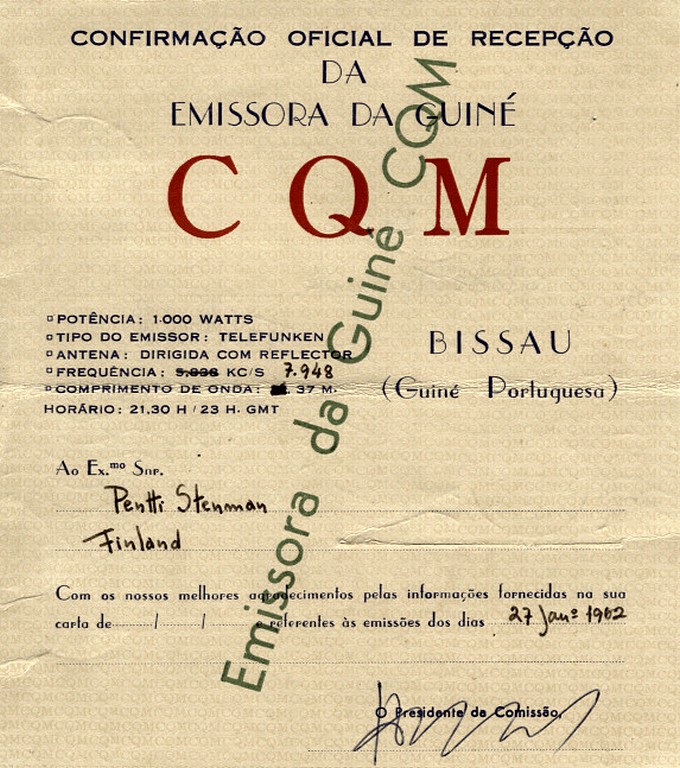 CONFIRMAÇÃO OFICIAL DE RECEPÇÃO
DA
EMISSORA DA GUINÉ
C Q M
Emissora da Guiné CQM
POTÊNCIA: 1.000 WATTS
TIPO DO EMISSOR: TELEFUNKEN
ANTENA: DIRIGIDA COM REFLECTOR
FREQUÊNCIA: KC/S 7.948
COMPRIMENTO DE ONDA: 37 M.
HORÁRIO: 21,30 H / 23 H. GMT
BISSAU
(Guiné Portuguesa)
Ao Ex.mo Snr.
Pentti Stenman
Finland
Com os nossos melhores agradecimentos pelas informações fornecidas na sua
carta de / / e referentes às emissões dos dias 27 Janº 1962
O Presidente da Comissão,